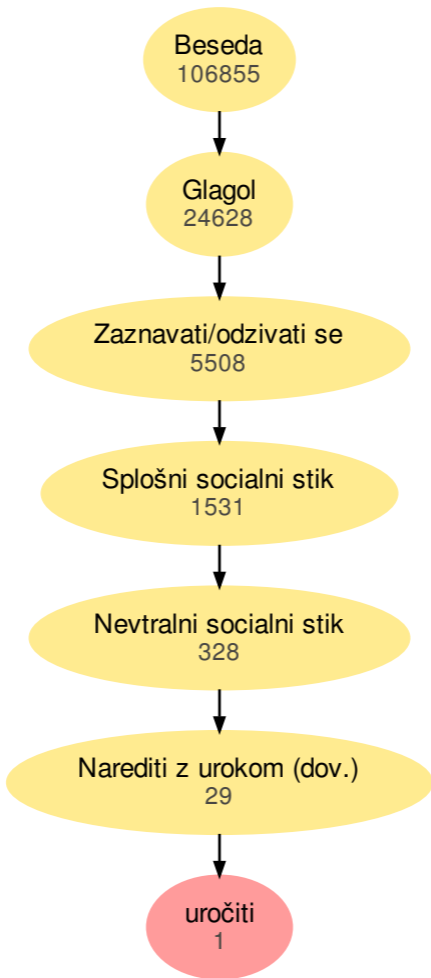 Beseda
106855
Glagol
24628
Zaznavati/odzivati se
5508
Splošni socialni stik
1531
Nevtralni socialni stik
328
Narediti z urokom (dov.)
29
uročiti
1